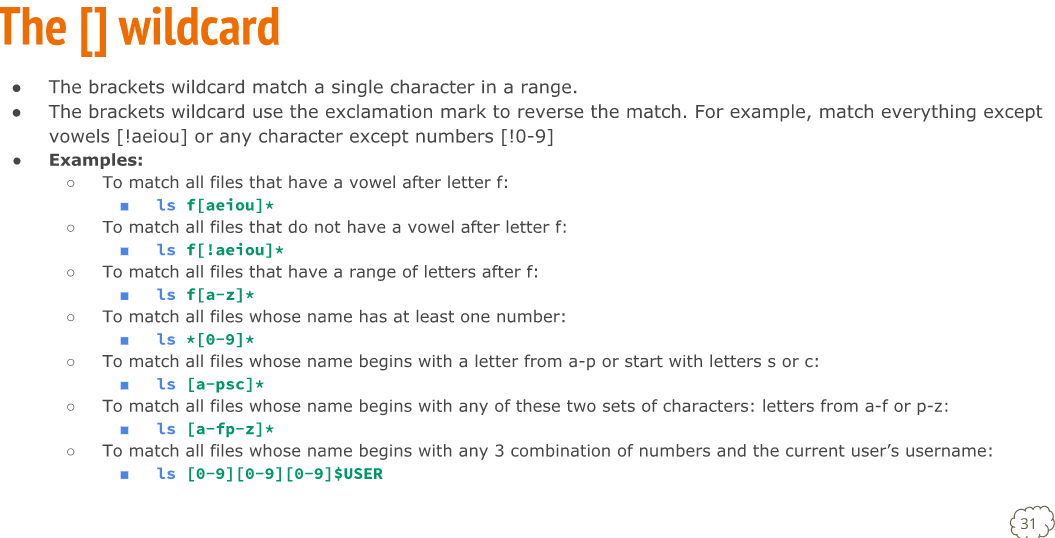 The [] wildcard
● The brackets wildcard match a single character in a range.
● The brackets wildcard use the exclamation mark to reverse the match. For example, match everything except
vowels [!aeiou] or any character except numbers [!0-9]
● Examples:
○ To match all files that have a vowel after letter f:
■ ls f[aeiou]*
○ To match all files that do not have a vowel after letter f:
■ ls f[!aeiou]*
○ To match all files that have a range of letters after f:
■ ls f[a-z]*
○ To match all files whose name has at least one number:
■ ls *[0-9]*
○ To match all files whose name begins with a letter from a-p or start with letters s or c:
■ ls [a-psc]*
○ To match all files whose name begins with any of these two sets of characters: letters from a-f or p-z:
■ ls [a-fp-z]*
○ To match all files whose name begins with any 3 combination of numbers and the current user’s username:
■ ls [0-9][0-9][0-9]$USER
31